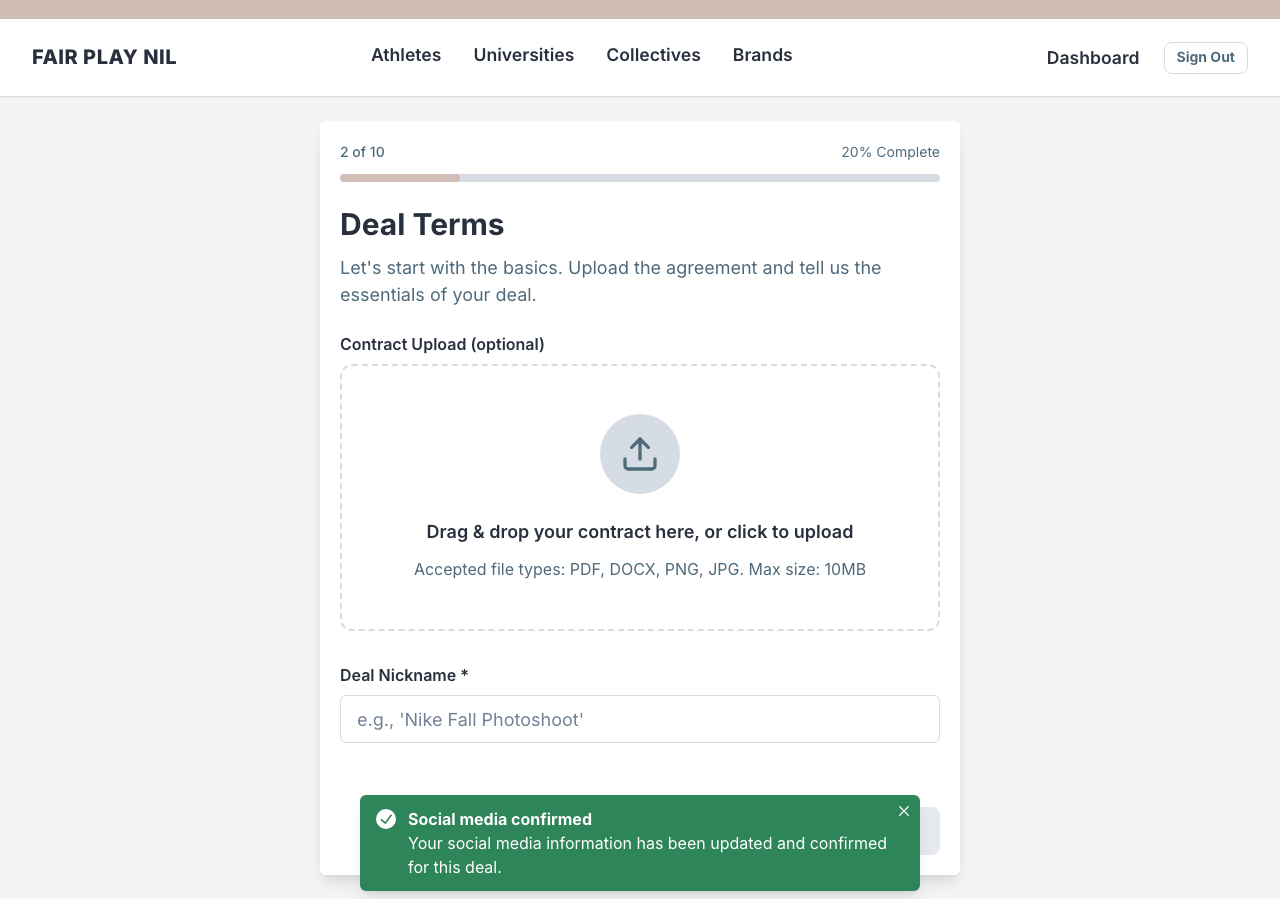 FAIR PLAY NIL
Athletes
Universities
Collectives
Brands
Dashboard
Sign Out
2 of 10
20% Complete
Deal Terms
Let's start with the basics. Upload the agreement and tell us the
essentials of your deal.
Contract Upload (optional)
Drag & drop your contract here, or click to upload
Accepted file types: PDF, DOCX, PNG, JPG. Max size: 10MB
Deal Nickname *
e.g., 'Nike Fall Photoshoot'
Social media confirmed
Your social media information has been updated and confirmed
for this deal.